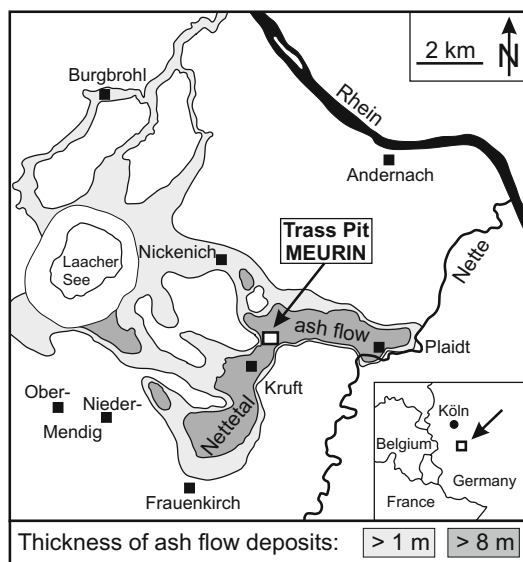 2 km
N
Burgbrohl
Rhein
Andernach
Trass Pit
MEURIN
Nickenich
Laacher
See
Nette
ash flow
Plaidt
Kruft
Ober-
Nieder-
Mendig
Nettetal
Frauenkirch
Köln
Belgium
Germany
France
Thickness of ash flow deposits: > 1 m > 8 m